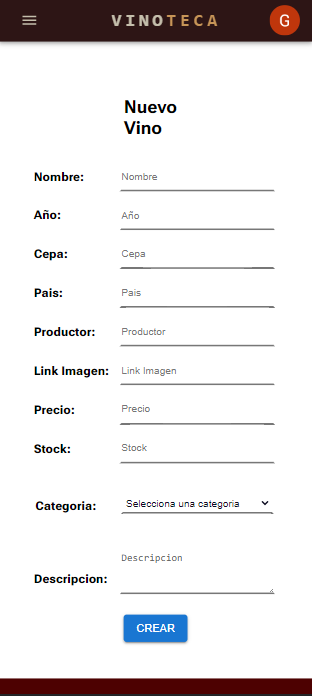 VINOTECA
G
Nuevo
Vino
Nombre: Nombre
Año: Año
Cepa: Cepa
Pais: Pais
Productor: Productor
Link Imagen: Link Imagen
Precio: Precio
Stock: Stock
Categoria: Selecciona una categoria
Descripcion
Descripcion:
CREAR